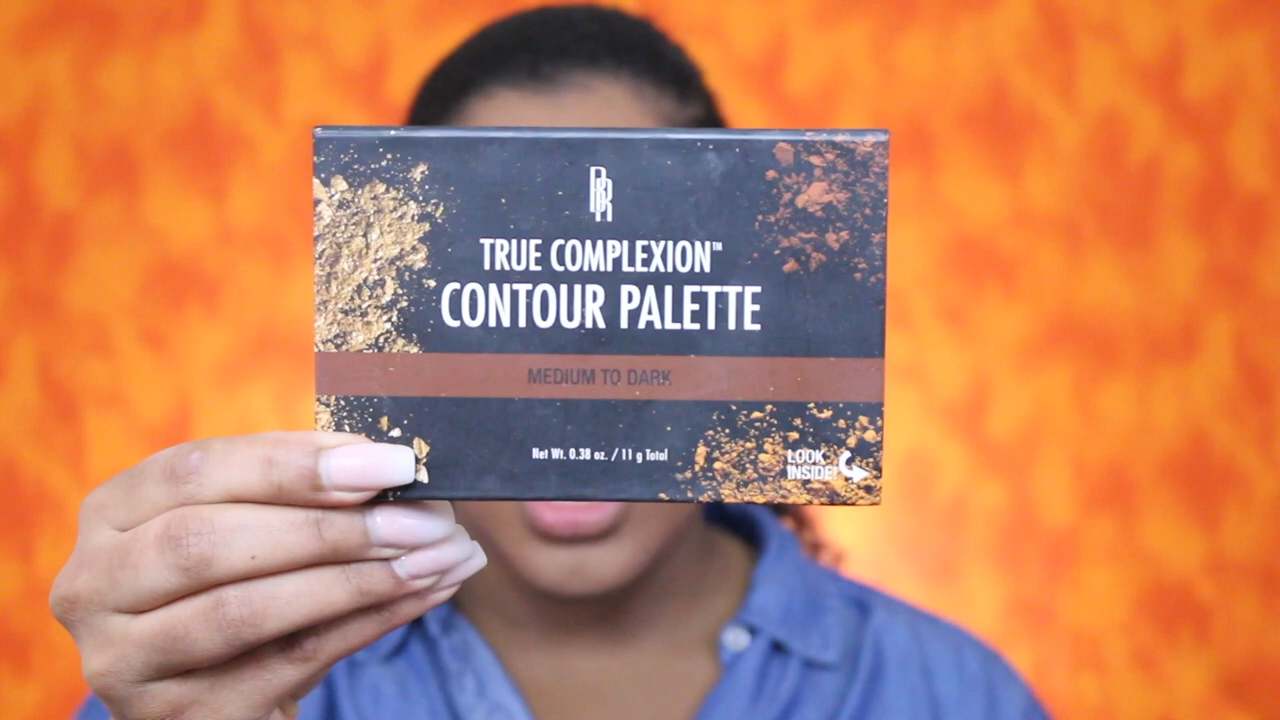 BR
TRUE COMPLEXION™
CONTOUR PALETTE
MEDIUM TO DARK
Net Wt. 0.38 oz. / 11 g Total
LOOK
INSIDE!